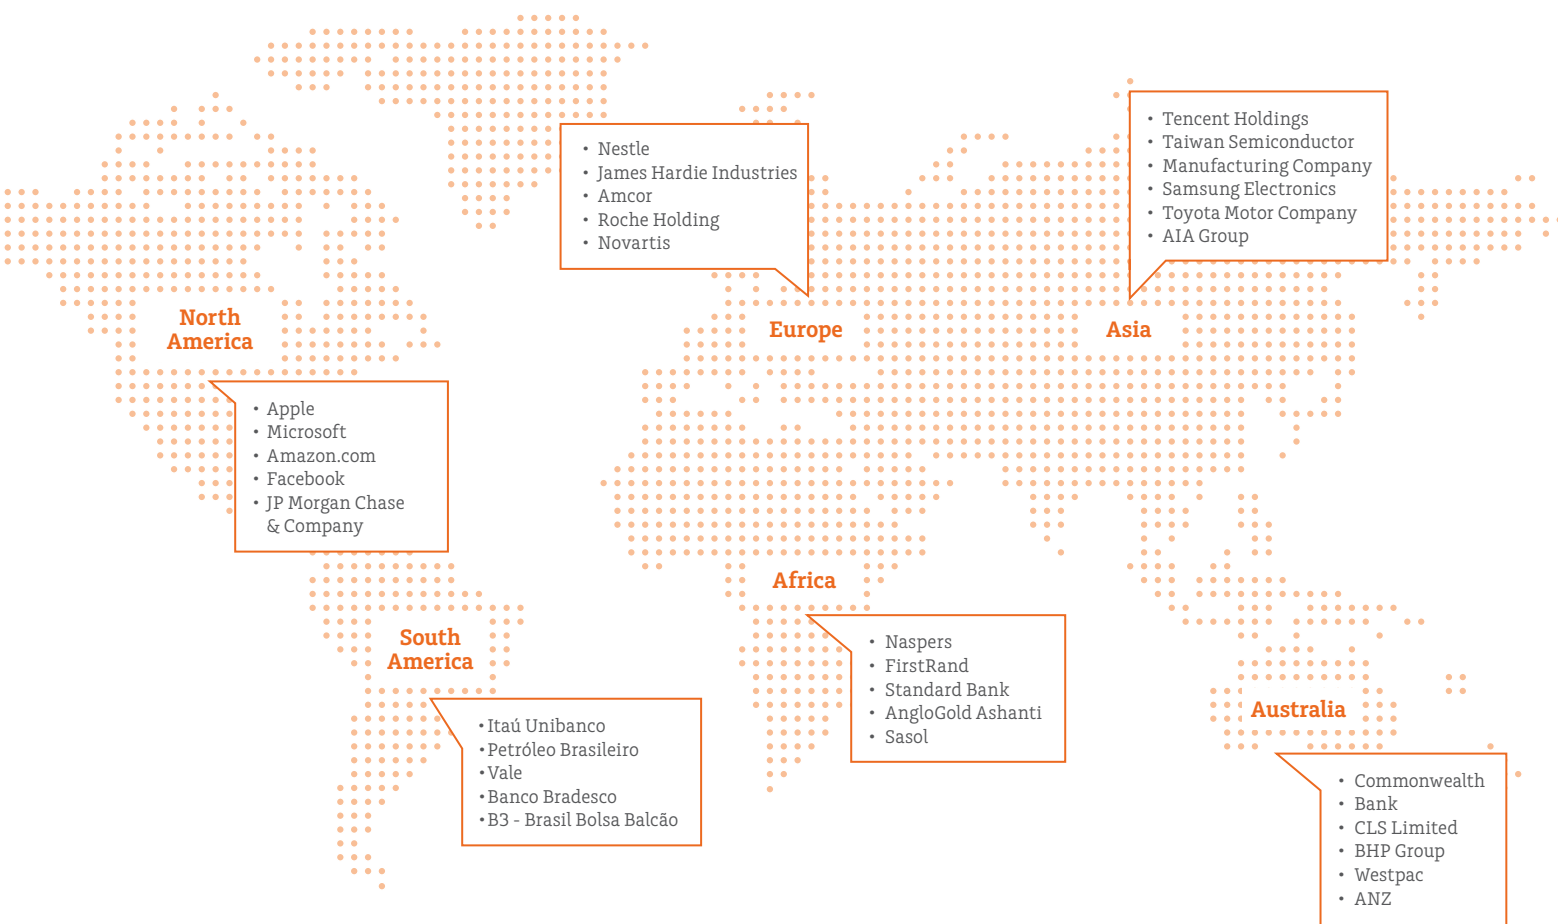 • Nestle
• James Hardie Industries
• Amcor
• Roche Holding
• Novartis
• Tencent Holdings
• Taiwan Semiconductor
• Manufacturing Company
• Samsung Electronics
• Toyota Motor Company
• AIA Group
North
America
Europe
Asia
• Apple
• Microsoft
• Amazon.com
• Facebook
• JP Morgan Chase
& Company
Africa
South
America
• Naspers
• FirstRand
• Standard Bank
• AngloGold Ashanti
• Sasol
• Itaú Unibanco
• Petróleo Brasileiro
• Vale
• Banco Bradesco
• B3 - Brasil Bolsa Balcão
Australia
• Commonwealth
• Bank
• CLS Limited
• BHP Group
• Westpac
• ANZ